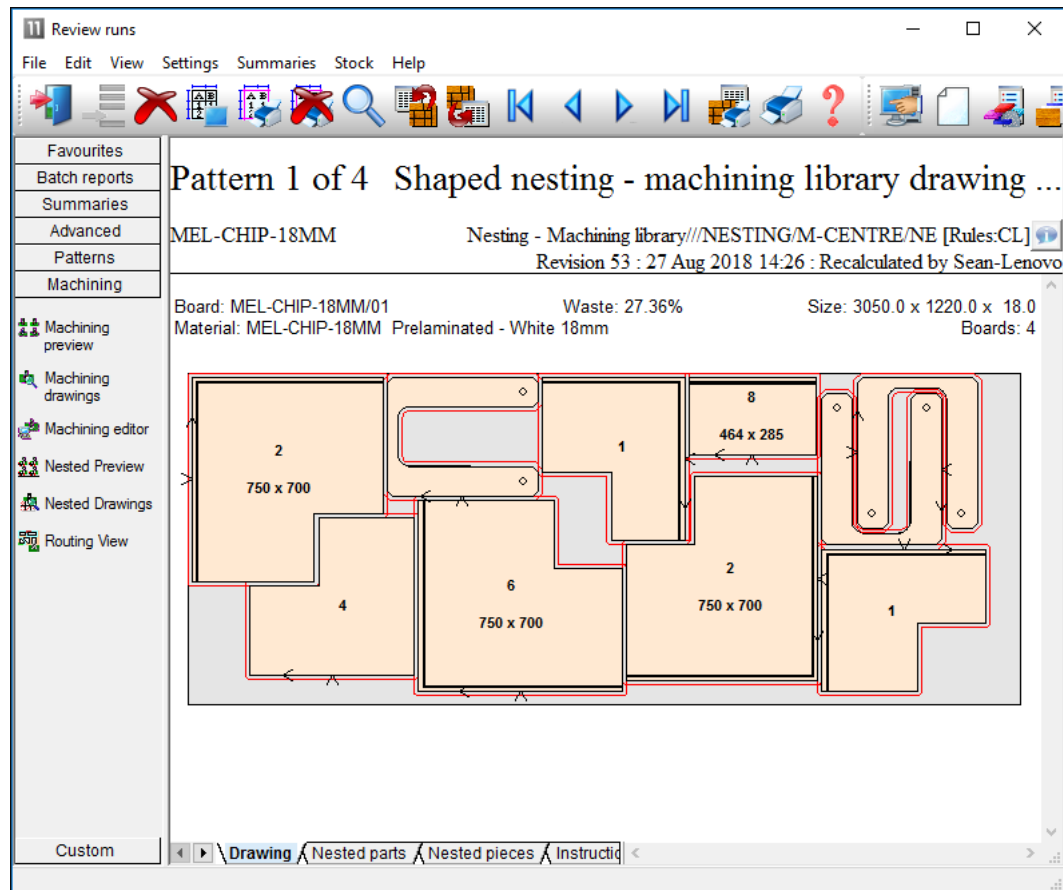 Review runs
File Edit View Settings Summaries Stock Help
Favourites
Batch reports
Summaries
Advanced
Patterns
Machining
Machining
preview
Machining
drawings
Machining editor
Nested Preview
Nested Drawings
Routing View
Custom
Pattern 1 of 4 Shaped nesting - machining library drawing ...
MEL-CHIP-18MM Nesting - Machining library///NESTING/M-CENTRE/NE [Rules:CL]
Revision 53 : 27 Aug 2018 14:26 : Recalculated by Sean-Lenovo
Board: MEL-CHIP-18MM/01 Waste: 27.36% Size: 3050.0 x 1220.0 x 18.0
Material: MEL-CHIP-18MM Prelaminated - White 18mm Boards: 4
2
750 x 700
1
8
464 x 285
4
6
750 x 700
2
750 x 700
1
Drawing Nested parts Nested pieces Instructio